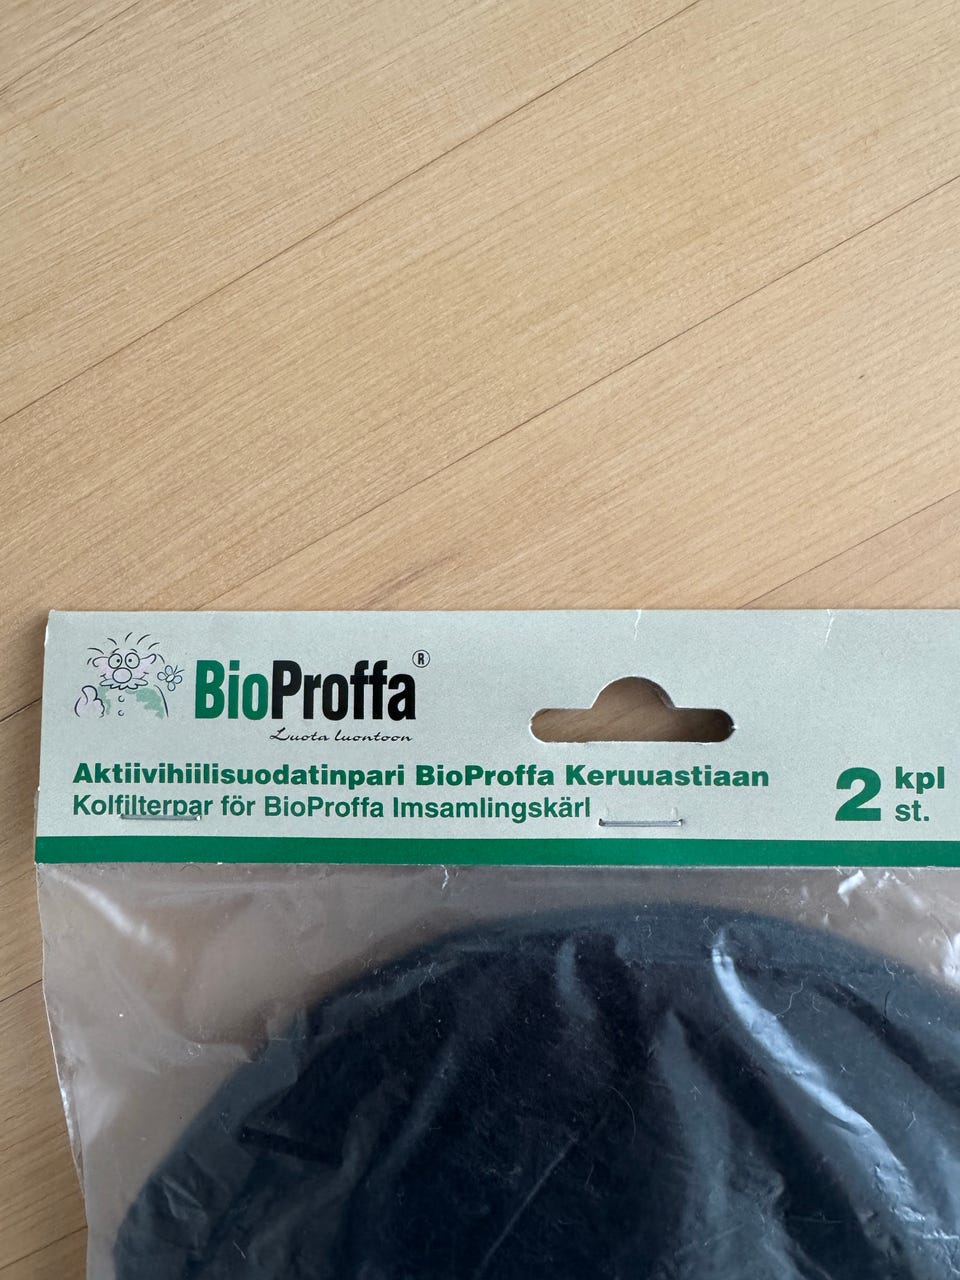 BioProffa®
Luota luontoon
Aktiivihiilisuodatinpari BioProffa Keruuastiaan
Kolfilterpar för BioProffa Imsamlingskärl
2 kpl
st.